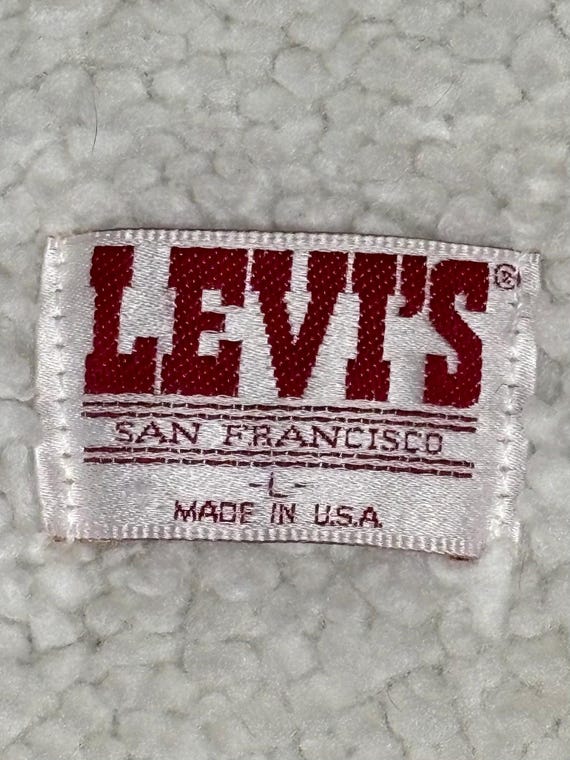 LEVI'S®
SAN FRANCISCO
-L-
MADE IN U.S.A.